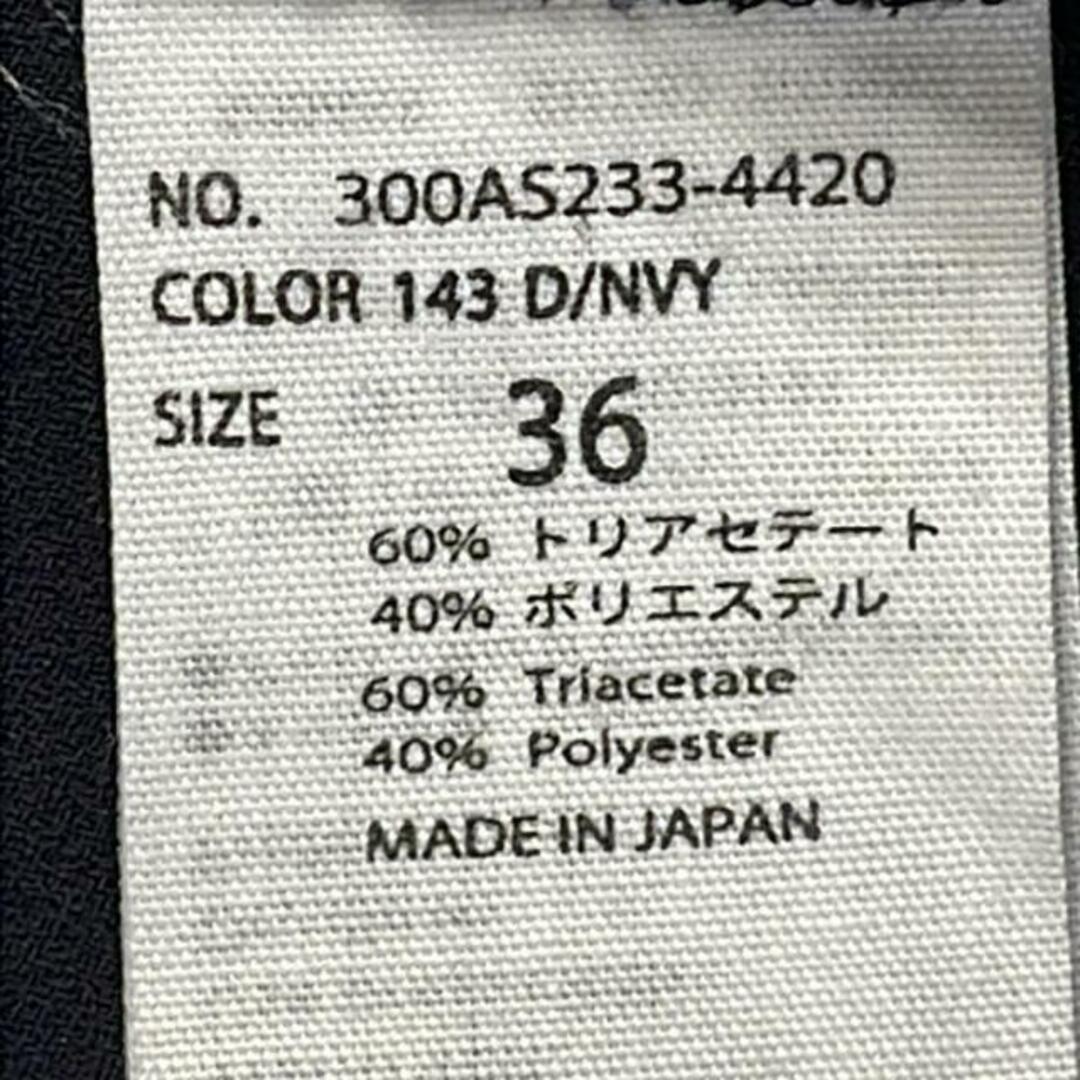 NO. 300AS233-4420
COLOR 143 D/NVY
SIZE 36
60% トリアセテート
40% ポリエステル
60% Triacetate
40% Polyester
MADE IN JAPAN